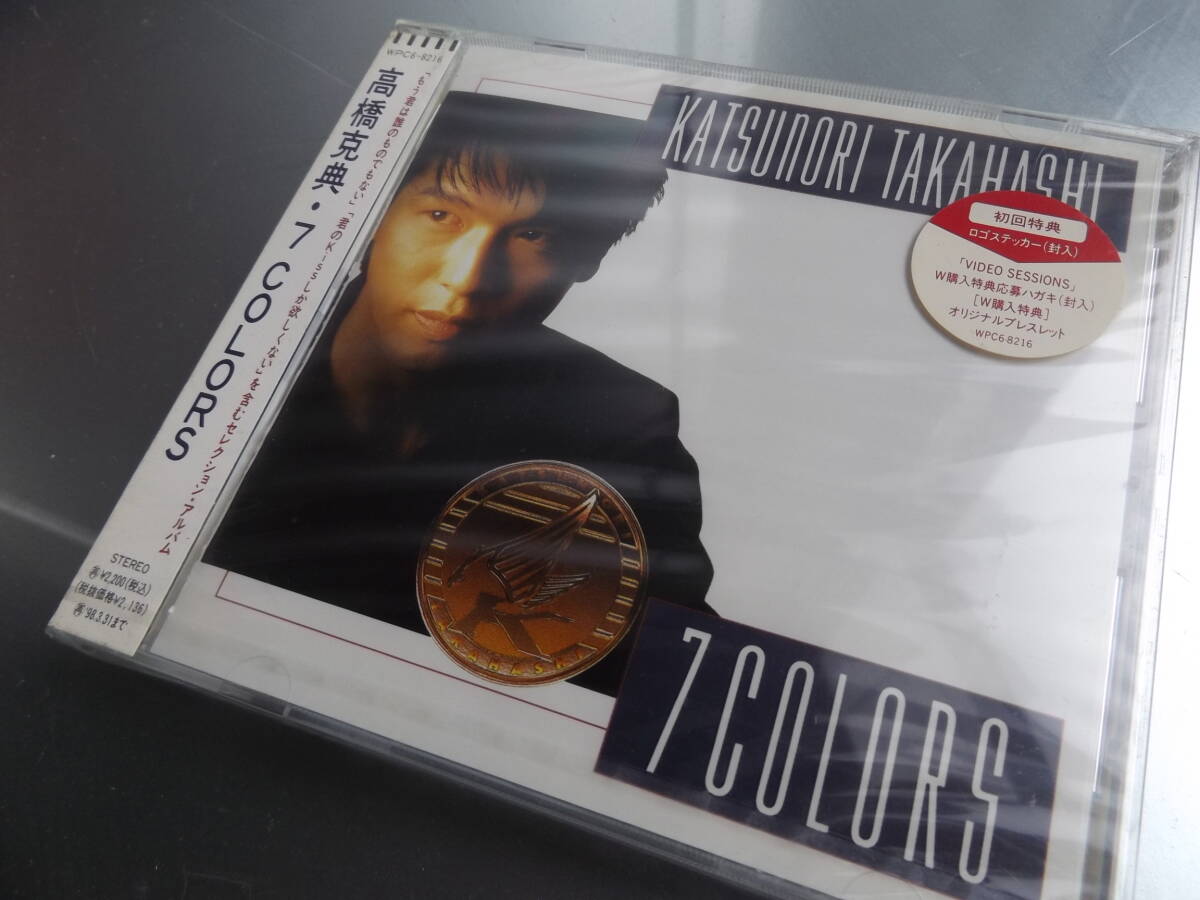 WPC6-8216
高橋克典・7 COLORS
「もう君は誰のものでもない」「君のKissしか欲しくない」を含むセレクション・アルバム
STEREO
¥2,200(税込)
(税抜価格¥2,136)
'98.3.31まで
KATSUNORI TAKAHASHI
初回特典
ロゴステッカー(封入)
「VIDEO SESSIONS」
W購入特典応募ハガキ(封入)
[W購入特典]
オリジナルブレスレット
WPC6-8216
7 COLORS